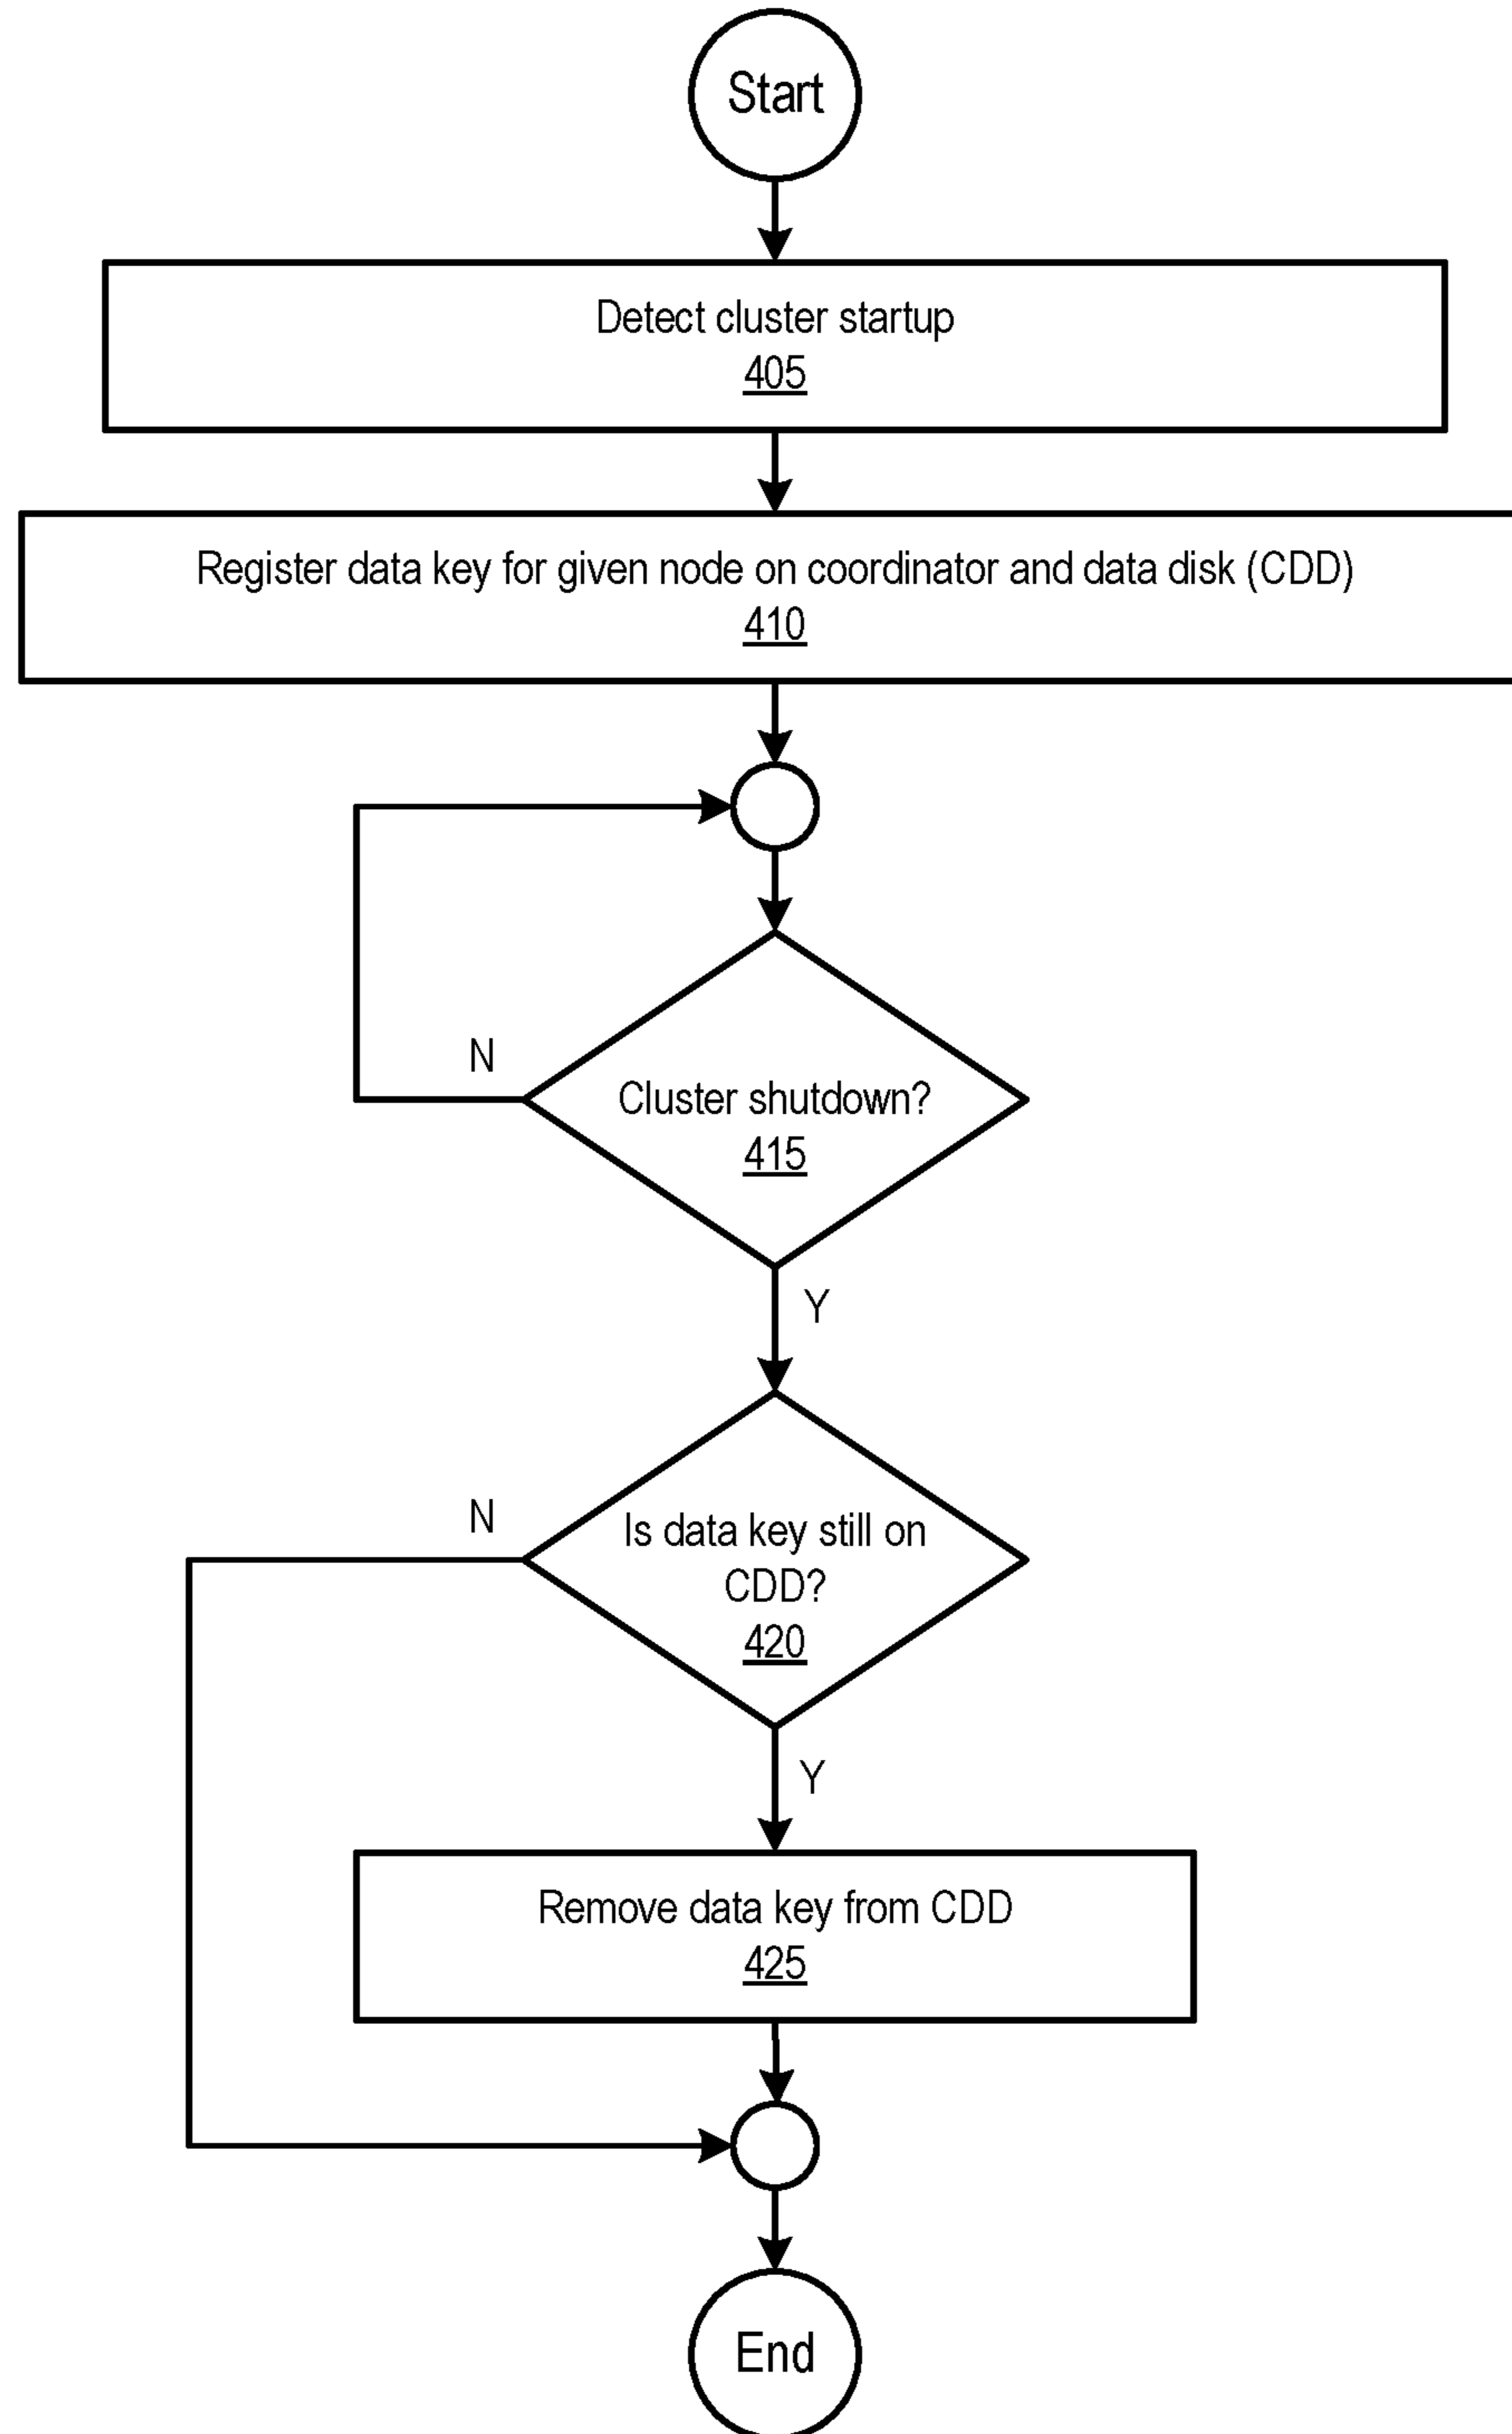 Start
Detect cluster startup
405
Register data key for given node on coordinator and data disk (CDD)
410
N
Cluster shutdown?
415
Y
N
Is data key still on
CDD?
420
Y
Remove data key from CDD
425
End